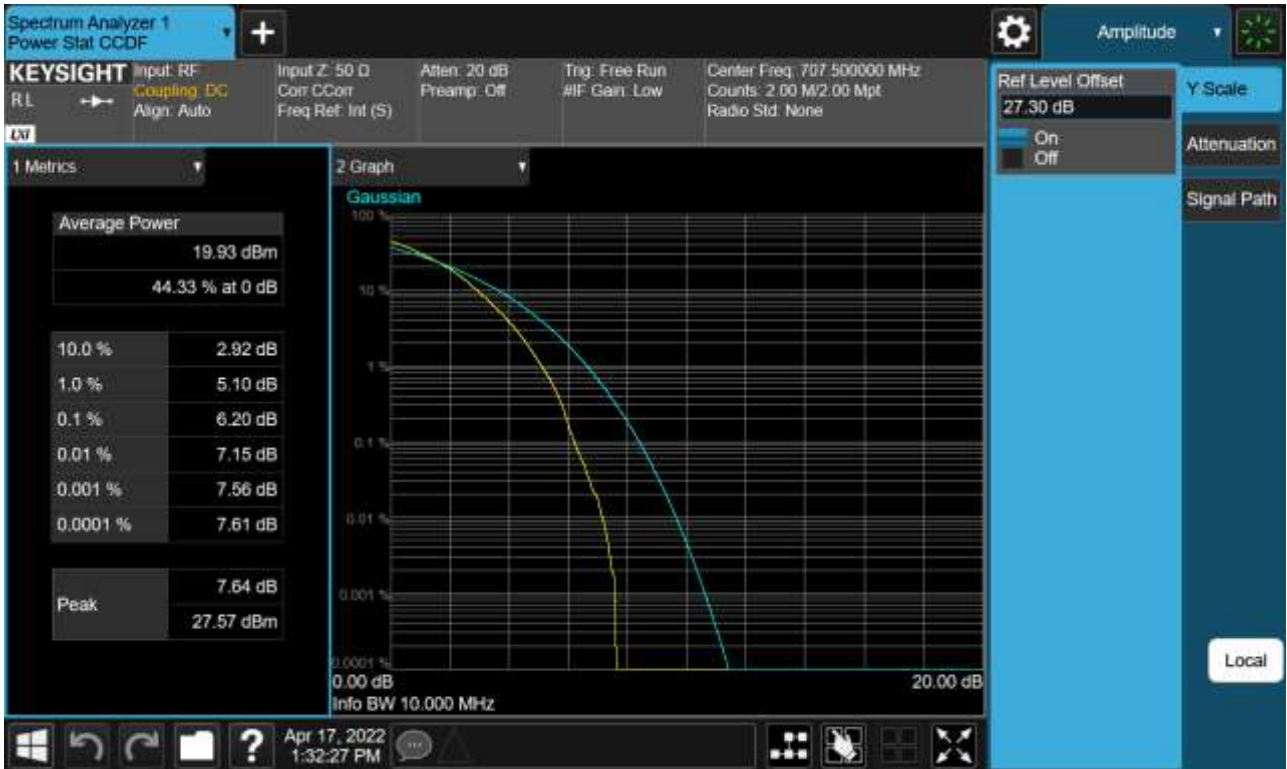 Spectrum Analyzer 1
Power Stat CCDF
+
Amplitude
KEYSIGHT
RL
LXI
Input: RF
Coupling: DC
Align: Auto
Input Z: 50 Ω
Corr CCorr
Freq Ref: Int (S)
Atten: 20 dB
Preamp: Off
Trig: Free Run
#IF Gain: Low
Center Freq: 707.500000 MHz
Counts: 2.00 M/2.00 Mpt
Radio Std: None
Ref Level Offset
27.30 dB
On
Off
Y Scale
Attenuation
Signal Path
Local
1 Metrics
Average Power
19.93 dBm
44.33 % at 0 dB
10.0 % 2.92 dB
1.0 % 5.10 dB
0.1 % 6.20 dB
0.01 % 7.15 dB
0.001 % 7.56 dB
0.0001 % 7.61 dB
Peak 7.64 dB
27.57 dBm
2 Graph
Gaussian
100 %
10 %
1 %
0.1 %
0.01 %
0.001 %
0.0001 %
0.00 dB 20.00 dB
Info BW 10.000 MHz
?
Apr 17, 2022
1:32:27 PM